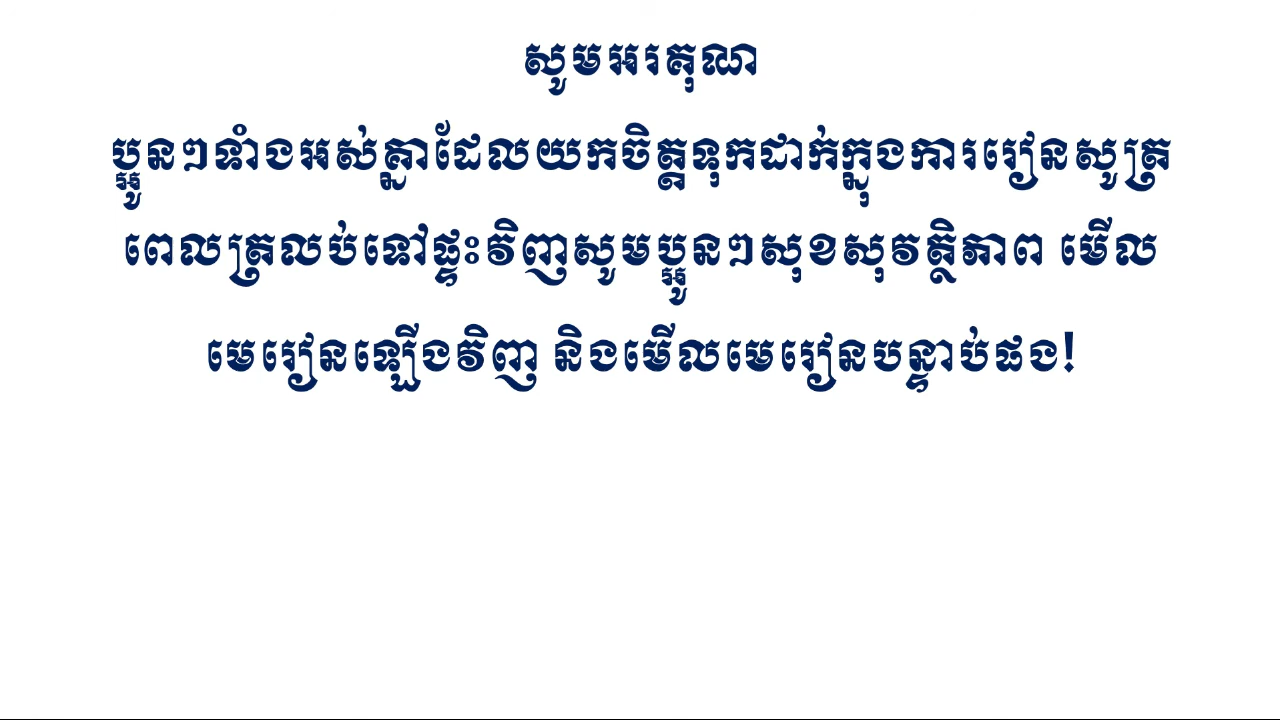 សូមអរគុណ
ប្អូនៗទាំងអស់គ្នាដែលយកចិត្តទុកដាក់ក្នុងការរៀនសូត្រ
ពេលត្រលប់ទៅផ្ទះវិញសូមប្អូនៗសុខសុវត្ថិភាព មើល
មេរៀនឡើងវិញ និងមើលមេរៀនបន្ទាប់ផង!